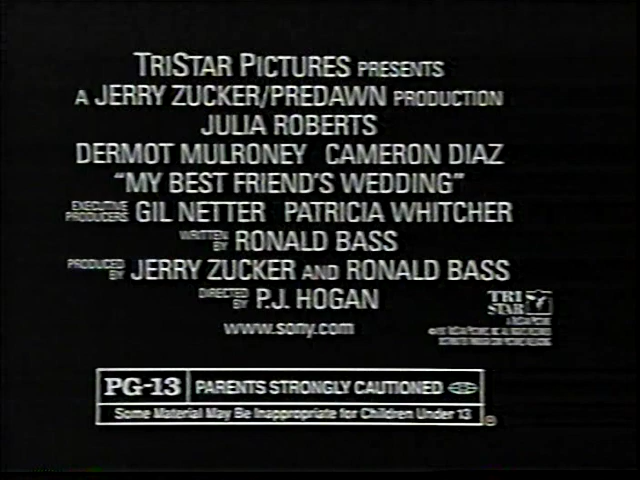 TRISTAR PICTURES PRESENTS
A JERRY ZUCKER/PREDAWN PRODUCTION
JULIA ROBERTS
DERMOT MULRONEY CAMERON DIAZ
"MY BEST FRIEND'S WEDDING"
EXECUTIVE PRODUCERS GIL NETTER PATRICIA WHITCHER
WRITTEN BY RONALD BASS
PRODUCED BY JERRY ZUCKER AND RONALD BASS
DIRECTED BY P.J. HOGAN
TRI STAR
www.sony.com
PG-13 PARENTS STRONGLY CAUTIONED
Some Material May Be Inappropriate for Children Under 13
®